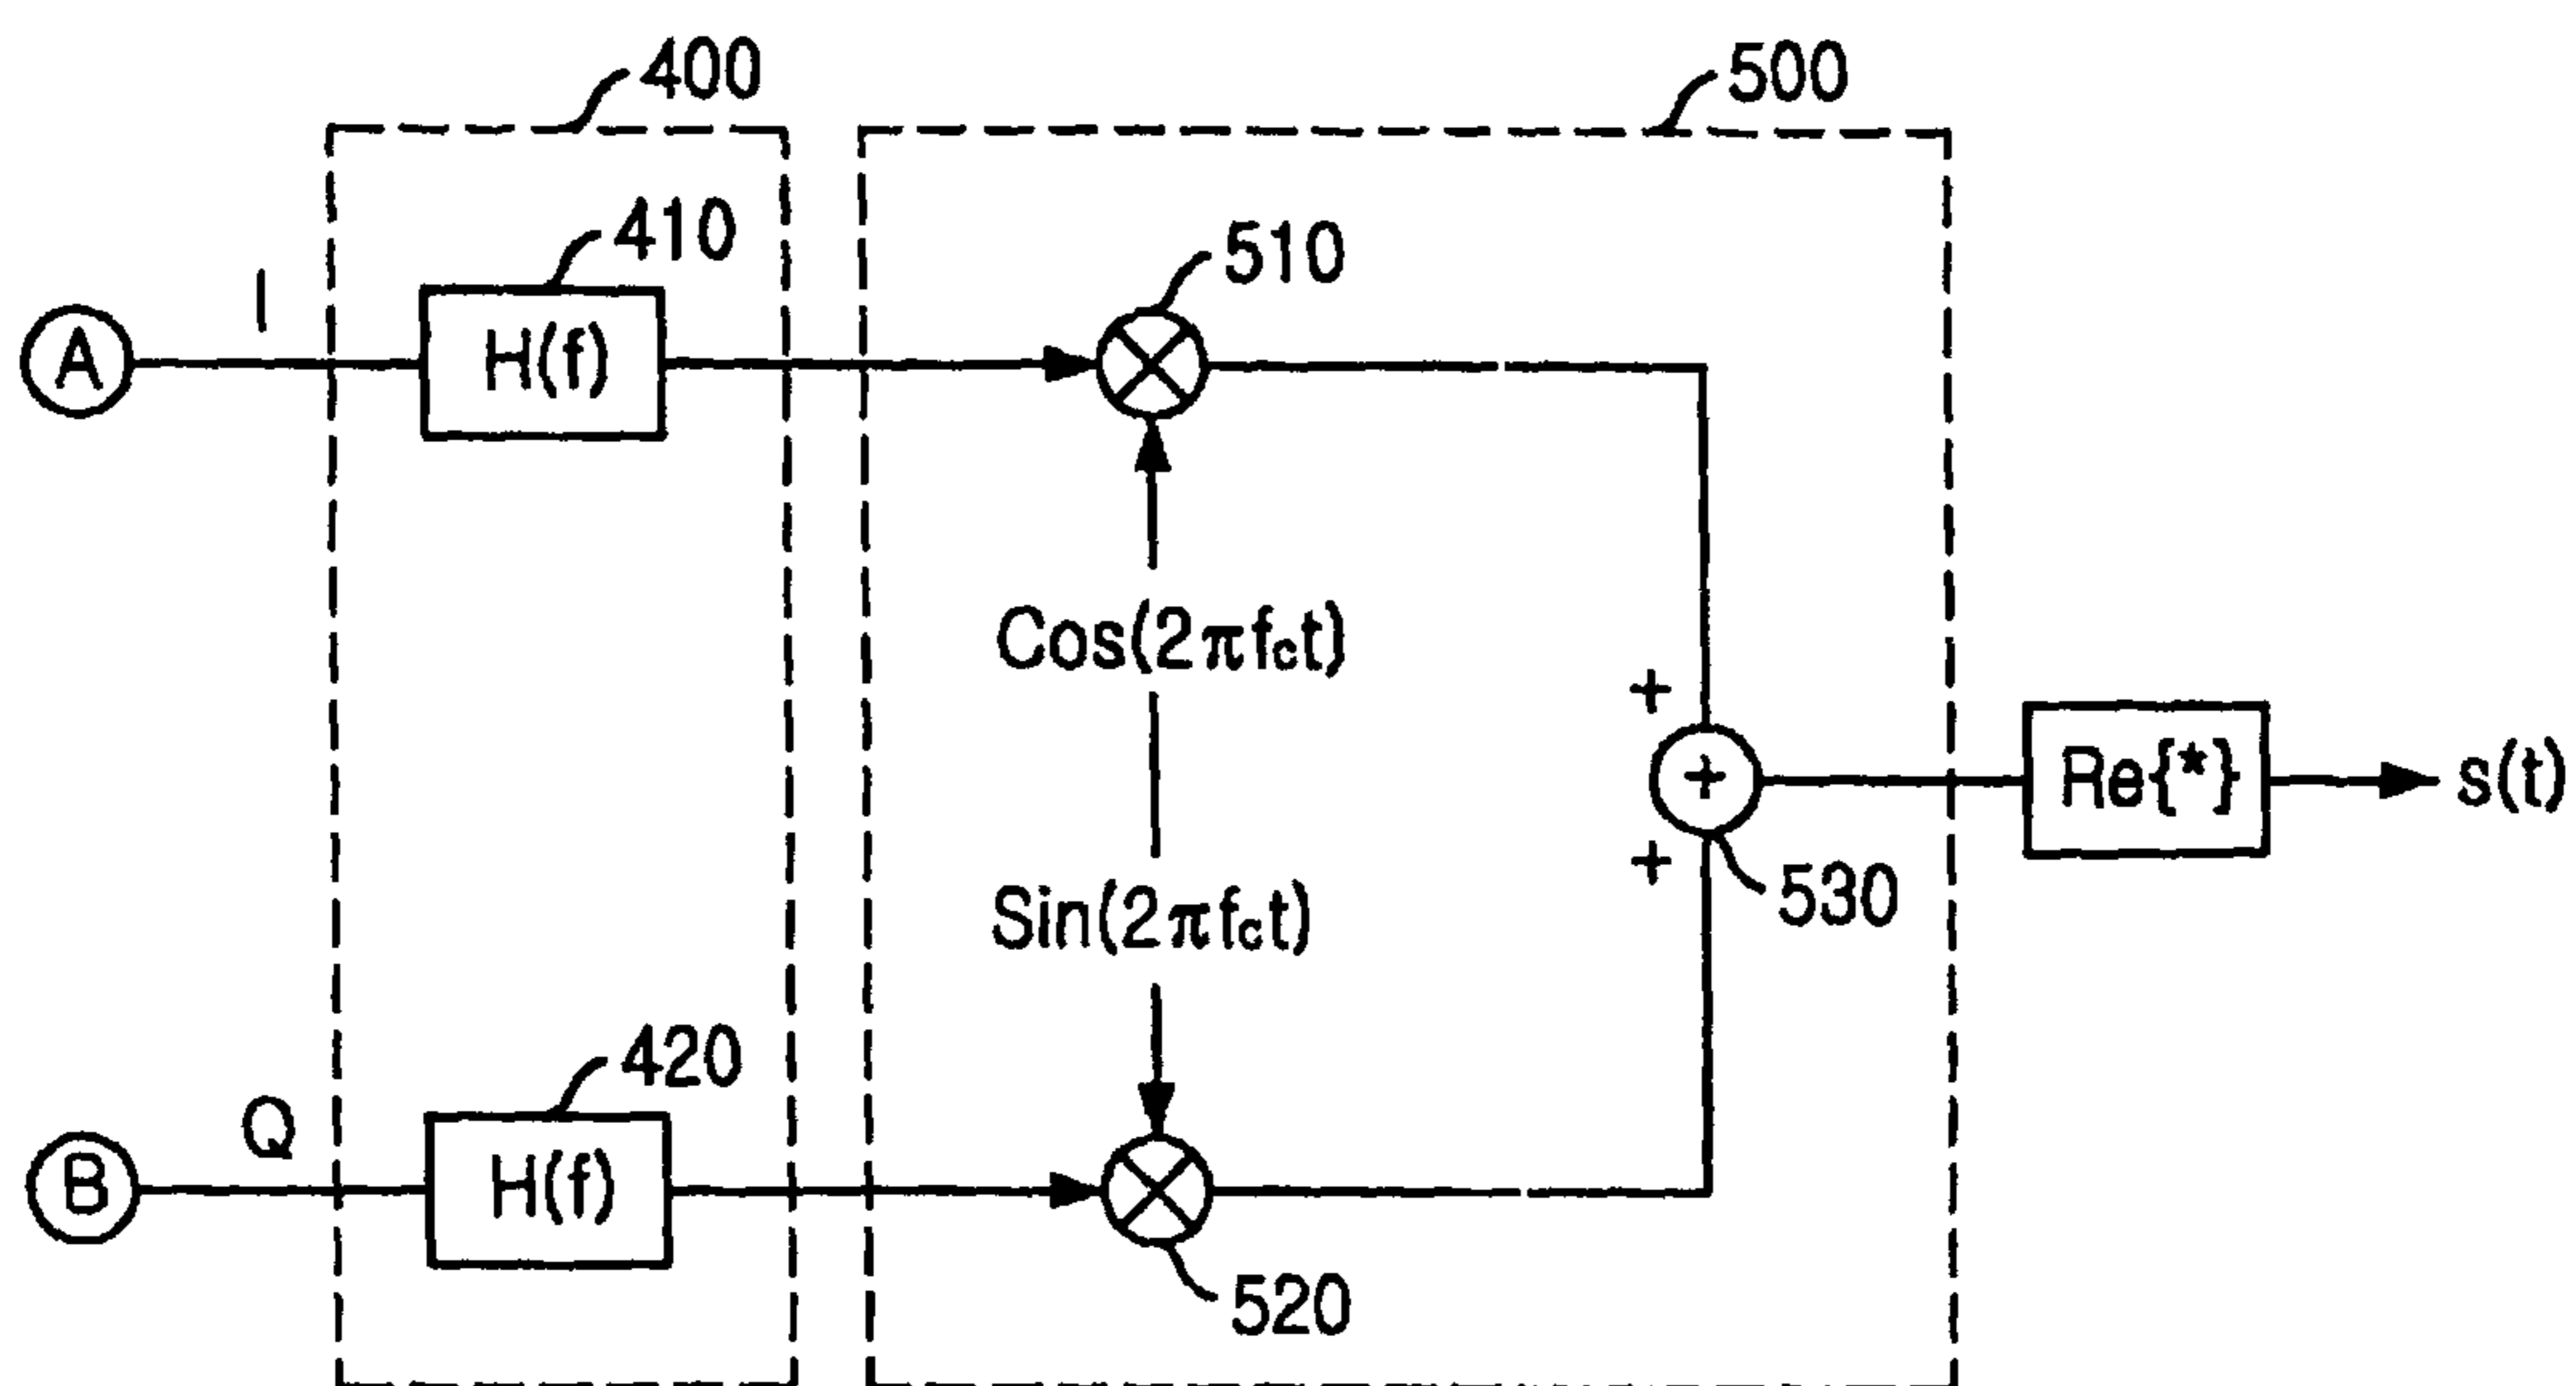 400
500
410
510
I
A
H(f)
Cos(2πfct)
+
Re{*}
s(t)
+
+
530
Sin(2πfct)
420
Q
B
H(f)
520